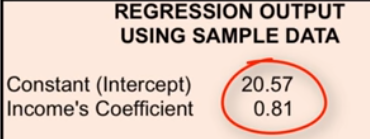 REGRESSION OUTPUT
USING SAMPLE DATA
Constant (Intercept) 20.57
Income's Coefficient 0.81